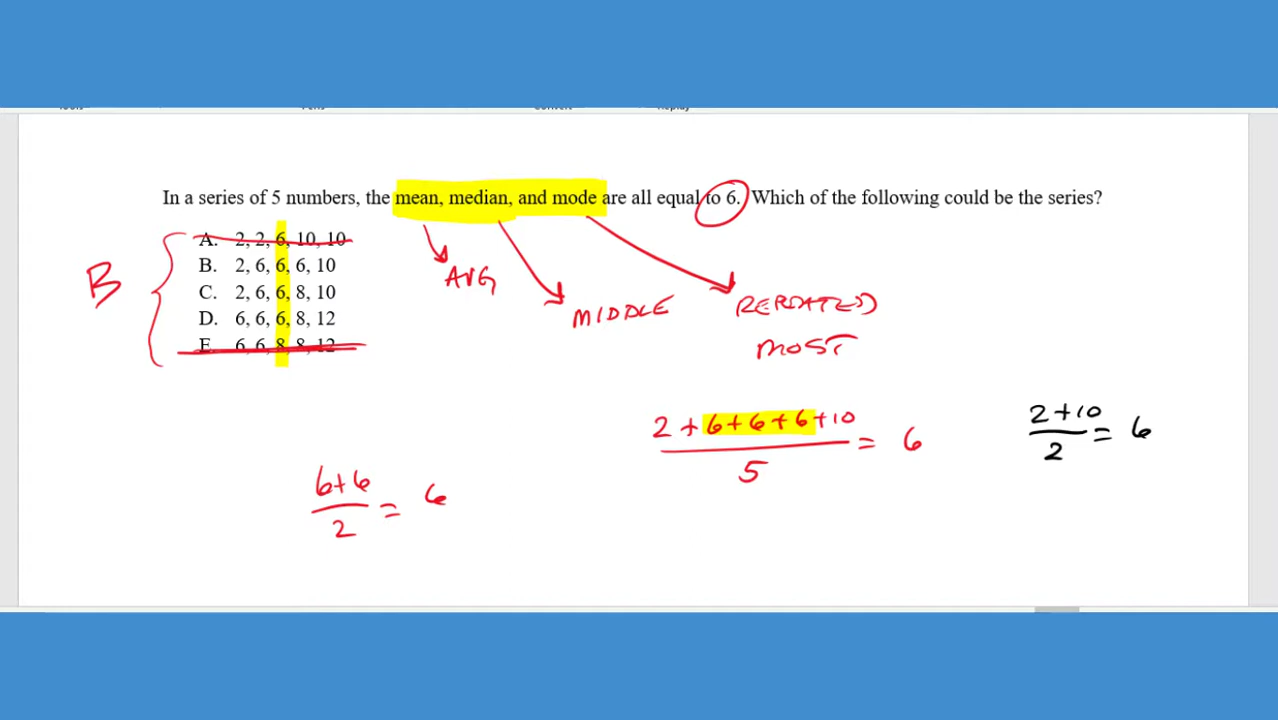 In a series of 5 numbers, the mean, median, and mode are all equal to 6. Which of the following could be the series?
A. 2, 2, 6, 10, 10
B. 2, 6, 6, 6, 10
C. 2, 6, 6, 8, 10
D. 6, 6, 6, 8, 12
E. 6, 6, 8, 8, 12
B
AVG
MIDDLE
REPEATED
MOST
2 + 6 + 6 + 6 + 10
5
= 6
2 + 10
2
= 6
6 + 6
2
= 6